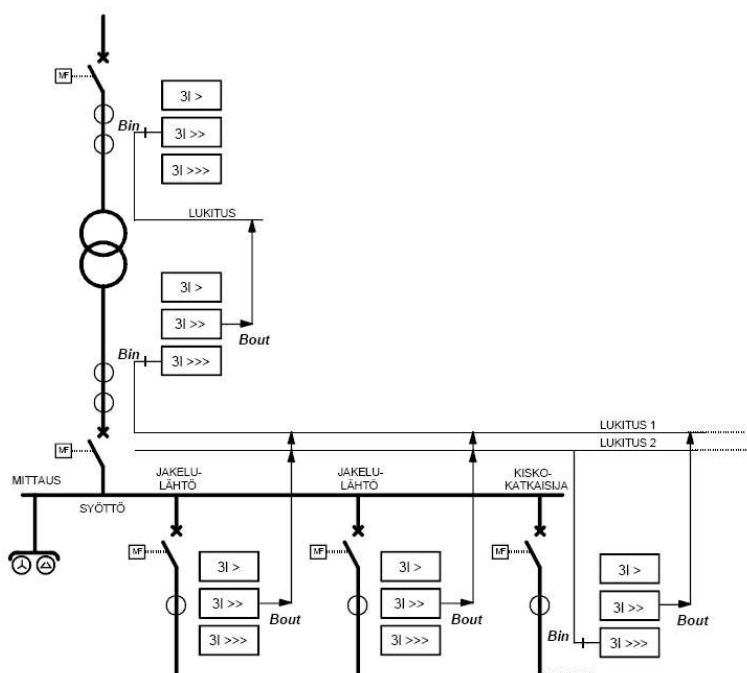 MF
3I >
Bin
3I >>
3I >>>
LUKITUS
3I >
3I >>
Bout
Bin
3I >>>
LUKITUS 1
MF
LUKITUS 2
MITTAUS
SYÖTTÖ
JAKELU-
LÄHTÖ
JAKELU-
LÄHTÖ
KISKO-
KATKAISIJA
MF
3I >
3I >>
Bout
3I >>>
MF
3I >
3I >>
Bout
3I >>>
MF
3I >
3I >>
Bout
Bin
3I >>>